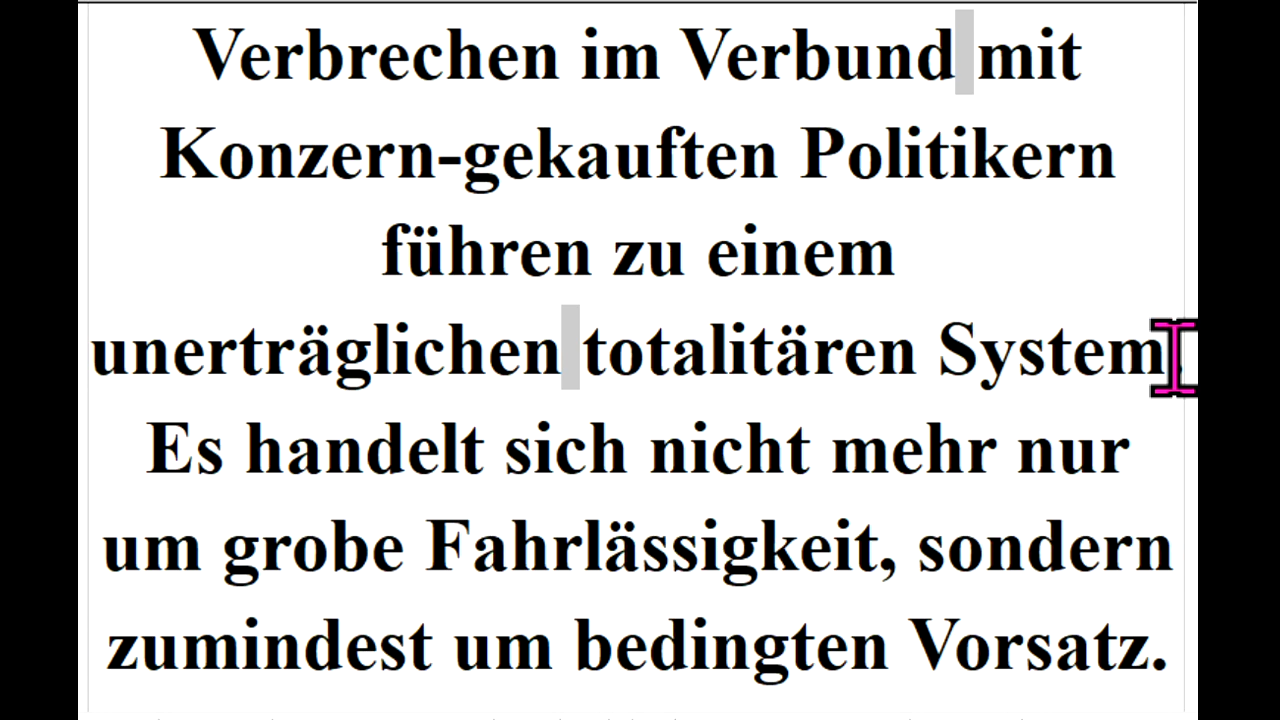 Verbrechen im Verbund mit
Konzern-gekauften Politikern
führen zu einem
unerträglichen totalitären System.
Es handelt sich nicht mehr nur
um grobe Fahrlässigkeit, sondern
zumindest um bedingten Vorsatz.